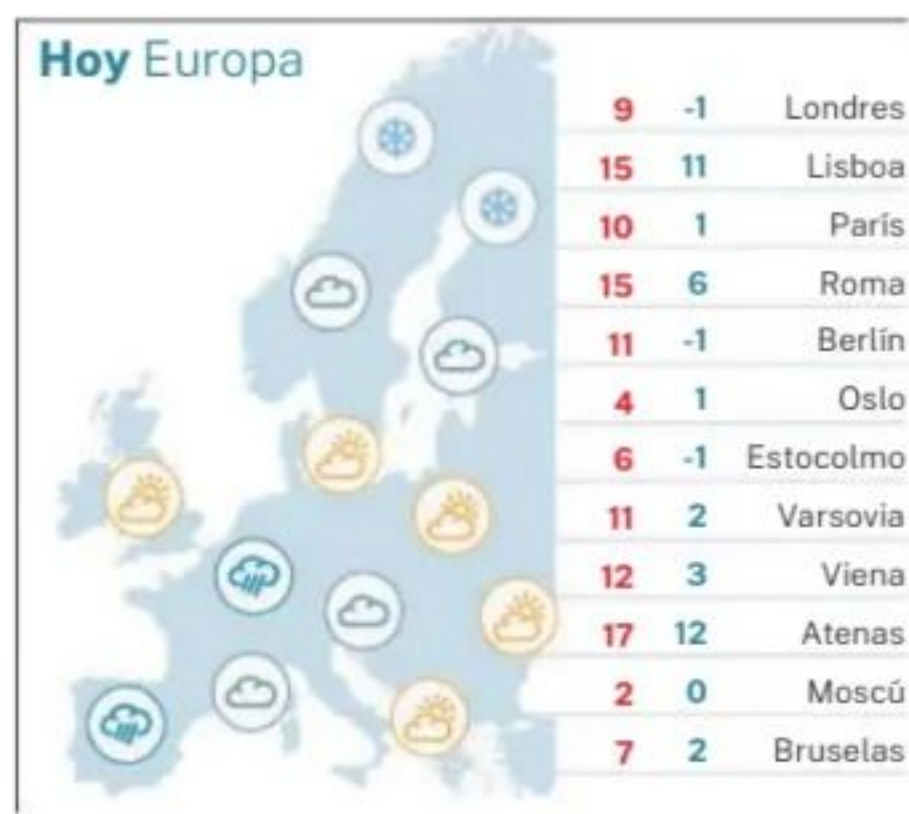 Hoy Europa
9 -1 Londres
15 11 Lisboa
10 1 París
15 6 Roma
11 -1 Berlín
4 1 Oslo
6 -1 Estocolmo
11 2 Varsovia
12 3 Viena
17 12 Atenas
2 0 Moscú
7 2 Bruselas